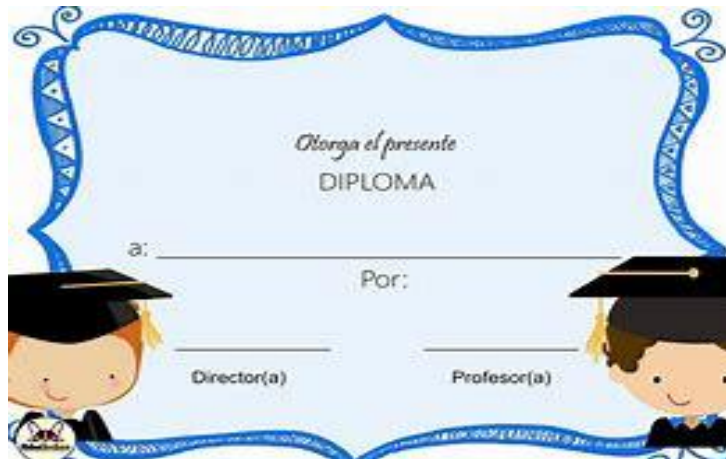 Otorga el presente
DIPLOMA
a:
Por:
Director(a) Profesor(a)